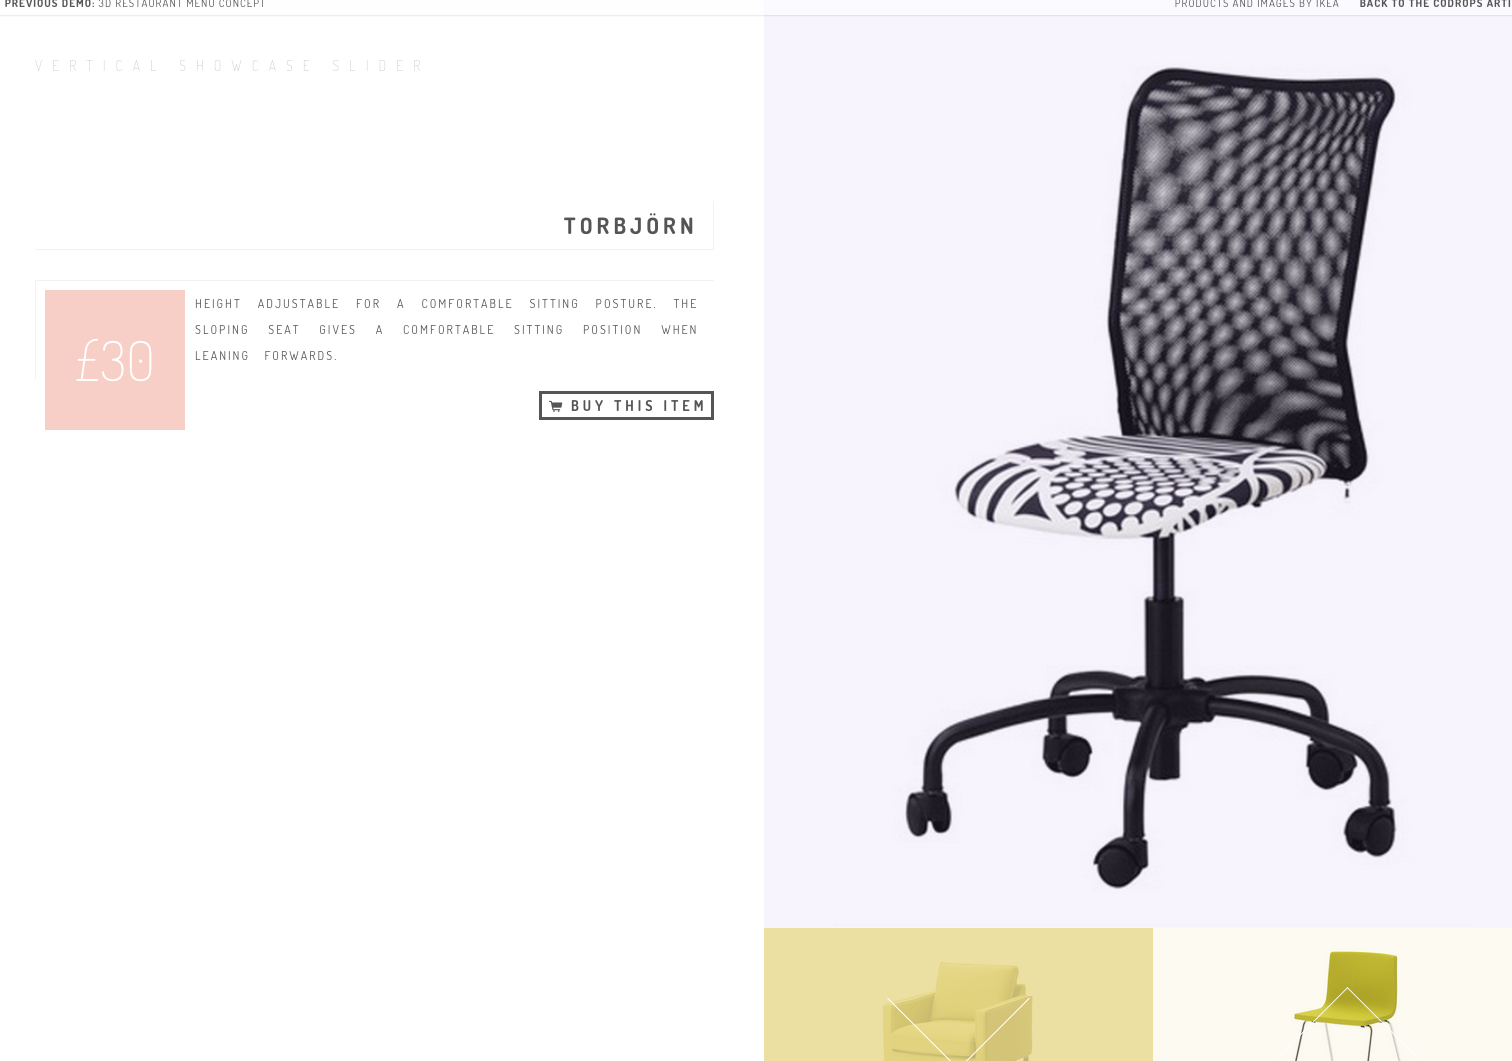 PREVIOUS DEMO: 3D RESTAURANT MENU CONCEPT
PRODUCTS AND IMAGES BY IKEA
BACK TO THE CODROPS ARTI
VERTICAL SHOWCASE SLIDER
TORBJÖRN
£30
HEIGHT ADJUSTABLE FOR A COMFORTABLE SITTING POSTURE. THE
SLOPING SEAT GIVES A COMFORTABLE SITTING POSITION WHEN
LEANING FORWARDS.
BUY THIS ITEM